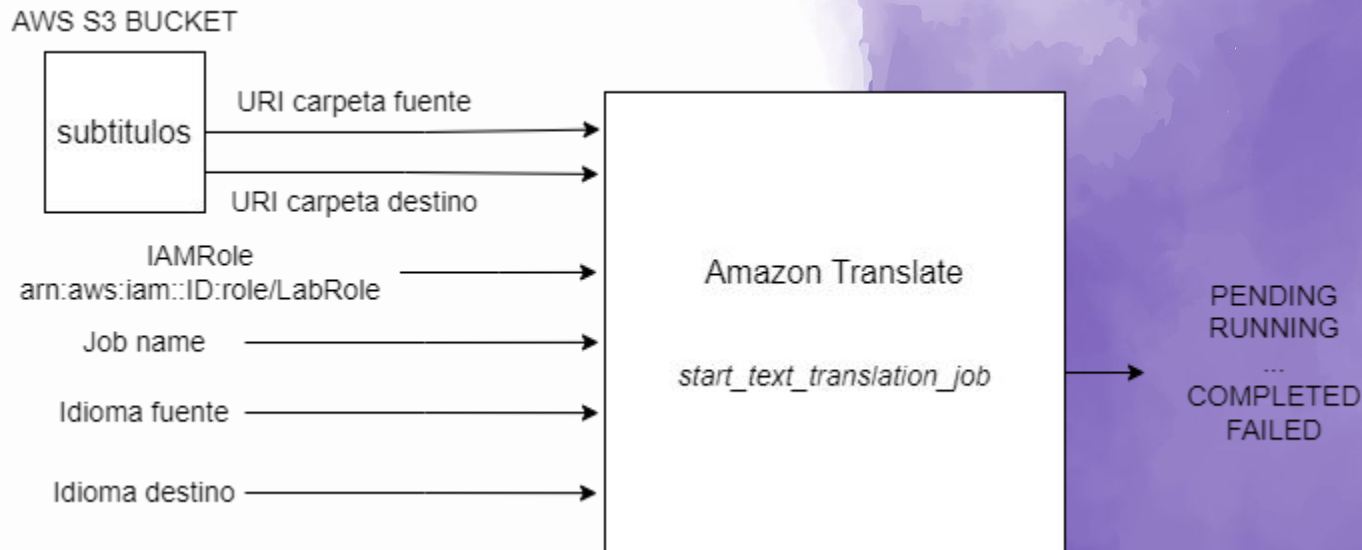 AWS S3 BUCKET
subtitulos
URI carpeta fuente
URI carpeta destino
IAMRole
arn:aws:iam::ID:role/LabRole
Job name
Idioma fuente
Idioma destino
Amazon Translate
start_text_translation_job
PENDING
RUNNING
...
COMPLETED
FAILED